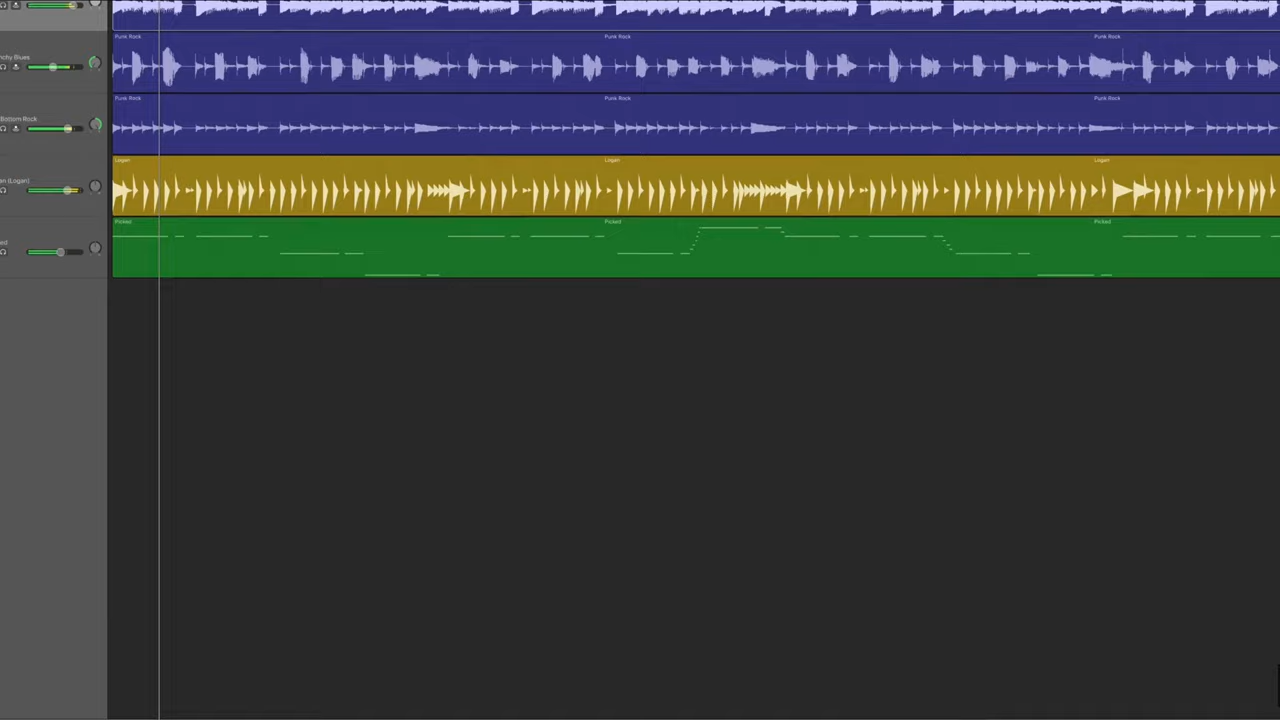 Punk Rock Punk Rock Punk Rock
nchy Blues
Punk Rock Punk Rock Punk Rock
Bottom Rock
Logan Logan Logan
an (Logan)
Picked Picked Picked
ed